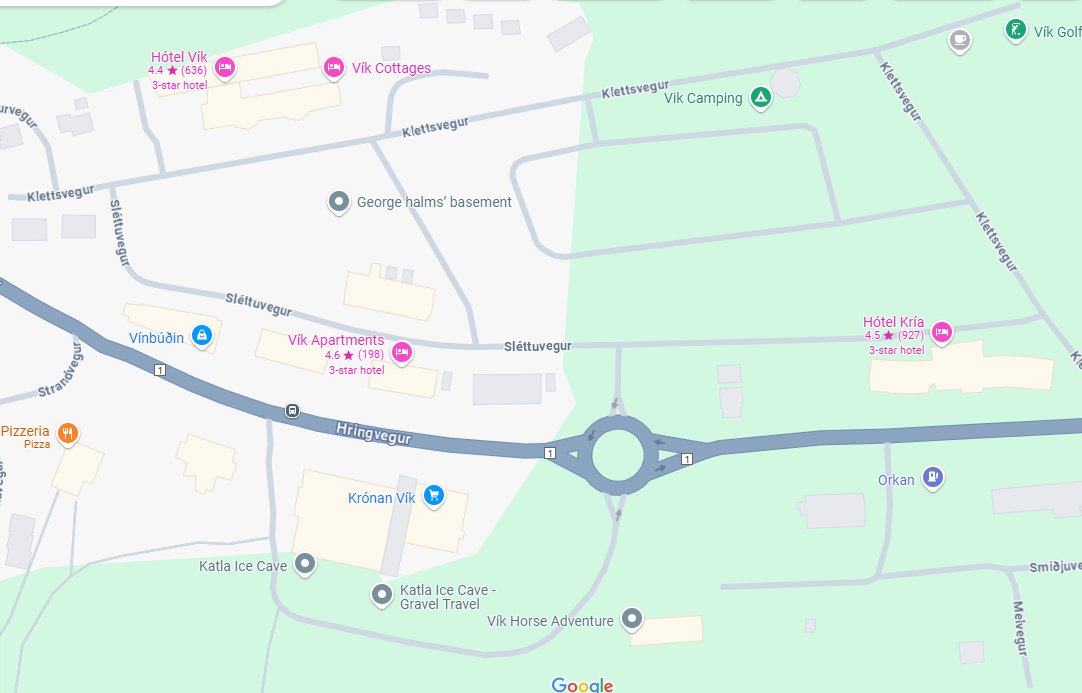 Hótel Vík
4.4 ★ (636)
3-star hotel
Vík Cottages
Vík Golf
Klettsvegur
Vik Camping
Klettsvegur
Klettsvegur
urvegur
Klettsvegur
George halms' basement
Sléttuvegur
Klettsvegur
Sléttuvegur
Vínbúðin
Vík Apartments
4.6 ★ (198)
3-star hotel
Sléttuvegur
Hótel Kría
4.5 ★ (927)
3-star hotel
Kle
1
Strandvegur
Pizzeria
Pizza
Hringvegur
1
1
Krónan Vík
Orkan
Katla Ice Cave
Katla Ice Cave -
Gravel Travel
Vík Horse Adventure
Smiðjuve
Melvegur
Google